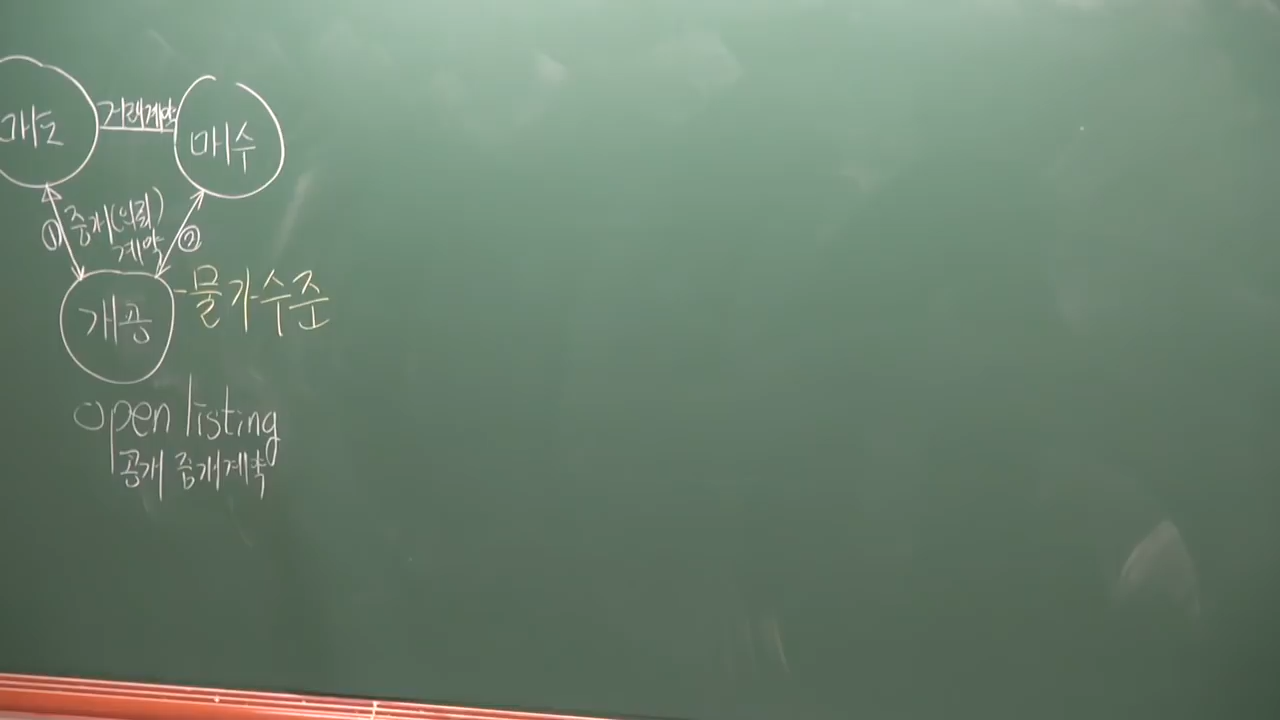 매도
거래계약
매수
① 중개(의뢰)
계약 ②
개공
-물가수준
open listing
공개 중개계약